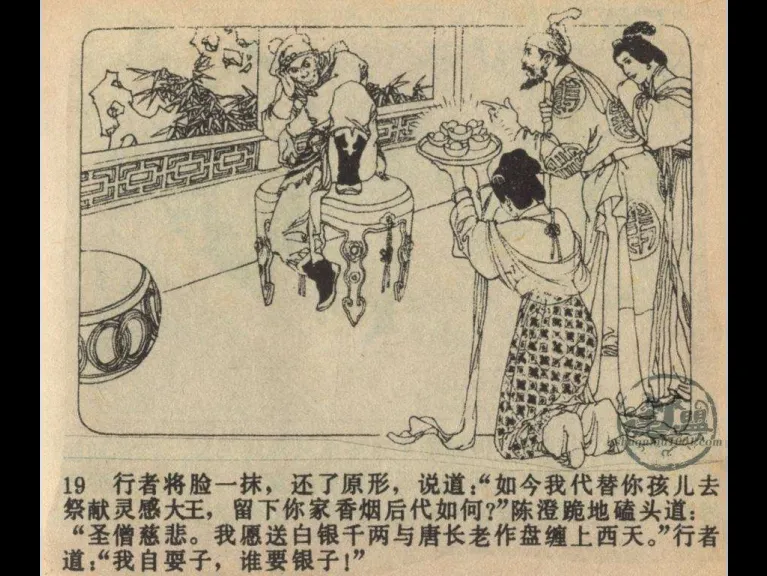 19 行者将脸一抹，还了原形，说道：“如今我代替你孩儿去
祭献灵感大王，留下你家香烟后代如何？”陈澄跪地磕头道：
“圣僧慈悲。我愿送白银千两与唐长老作盘缠上西天。”行者
道：“我自耍子，谁要银子！”